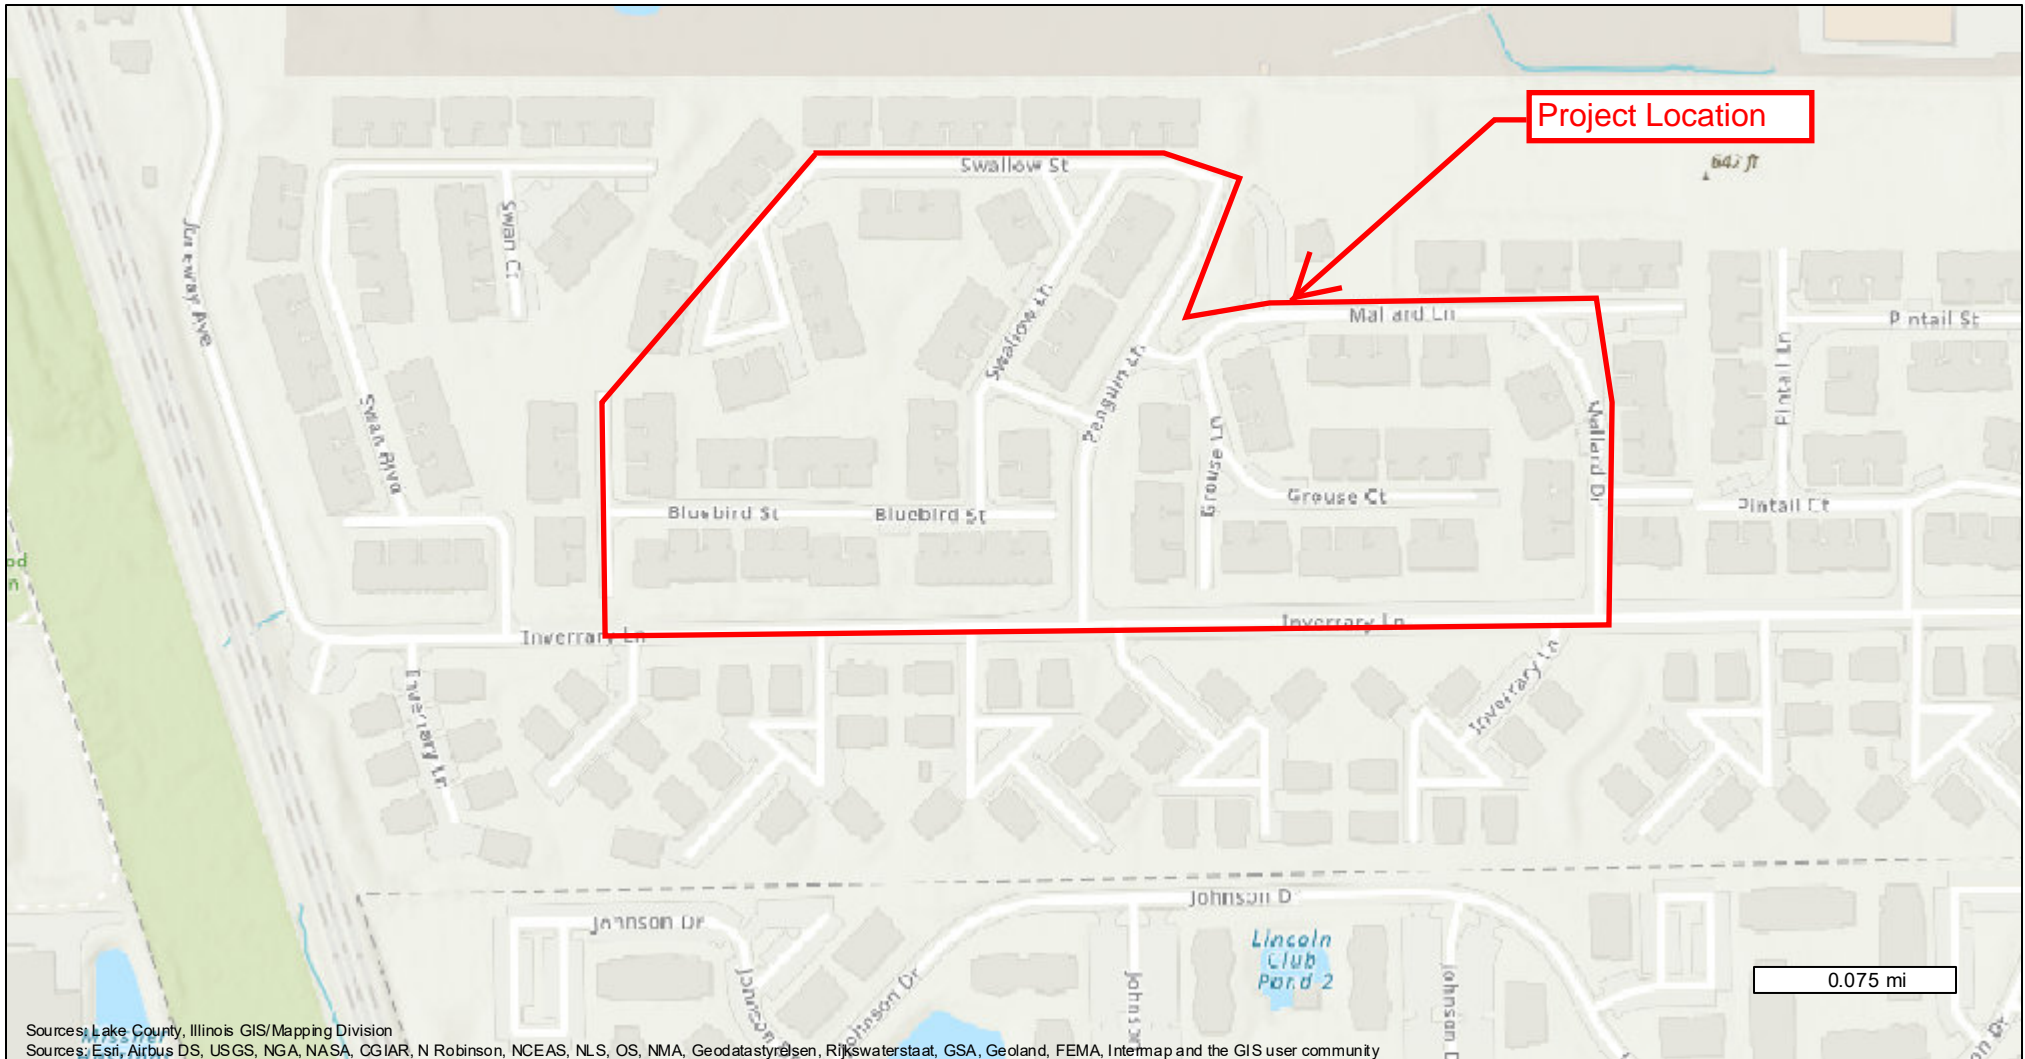 Project Location
642 ft
Swallow St
Swan Ct
Mallard Ln
Pintail St
Swallow Ln
Pintail Ln
Penguin Ln
Swan Blvd
Grouse Ln
Mallard Dr
Grouse Ct
Pintail Ct
Bluebird St
Bluebird St
Inverrary Ln
Inverrary Ln
Inverrary Ln
Inverrary Ln
Johnson D
Johnson Dr
Lincoln
Club
Pond 2
Johnson Dr
Johnson
Johnson D
0.075 mi
Sources: Lake County, Illinois GIS/Mapping Division
Sources: Esri, Airbus DS, USGS, NGA, NASA, CGIAR, N Robinson, NCEAS, NLS, OS, NMA, Geodatastyrelsen, Rijkswaterstaat, GSA, Geoland, FEMA, Intermap and the GIS user community